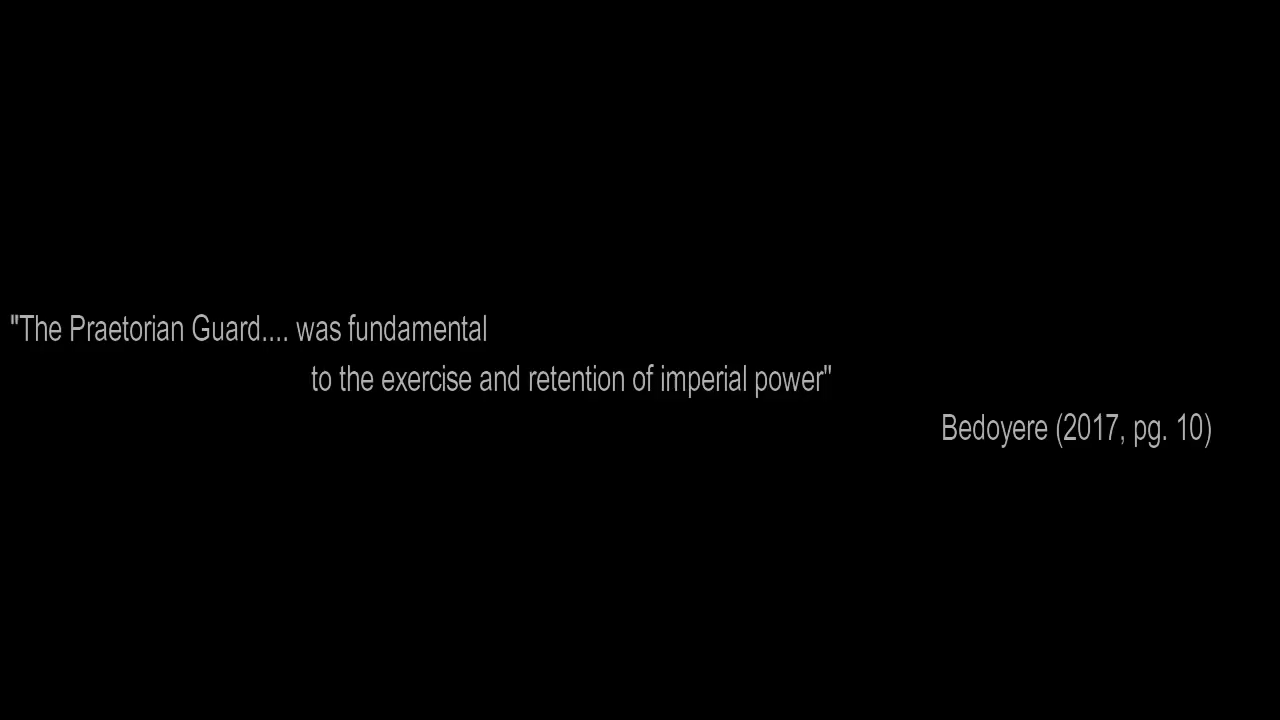 "The Praetorian Guard.... was fundamental
to the exercise and retention of imperial power"
Bedoyere (2017, pg. 10)